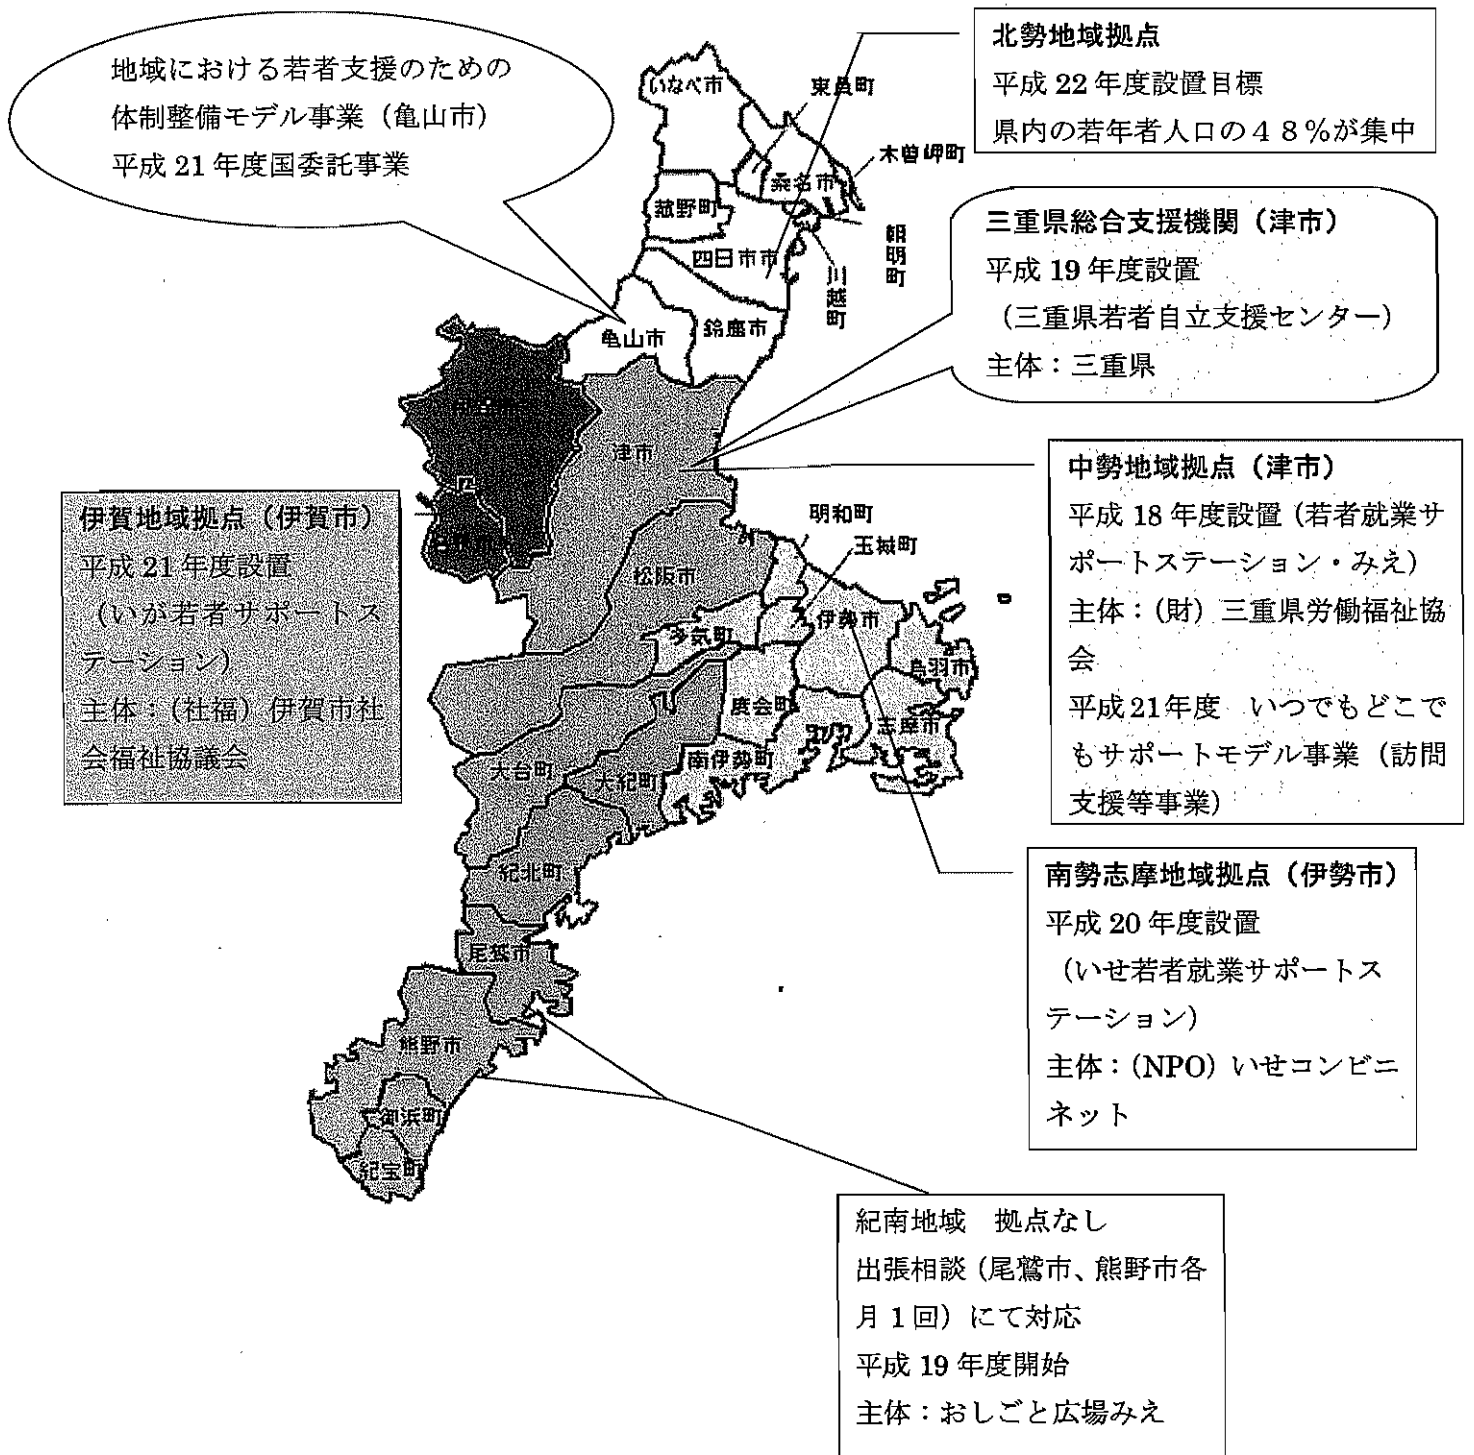 地域における若者支援のための
体制整備モデル事業（亀山市）
平成 21 年度国委託事業
北勢地域拠点
平成 22 年度設置目標
県内の若年者人口の４８％が集中
三重県総合支援機関（津市）
平成 19 年度設置
（三重県若者自立支援センター）
主体：三重県
中勢地域拠点（津市）
平成 18 年度設置（若者就業サ
ポートステーション・みえ）
主体：（財）三重県労働福祉協
会
平成 21 年度　いつでもどこで
もサポートモデル事業（訪問
支援等事業）
伊賀地域拠点（伊賀市）
平成 21 年度設置
（いが若者サポートス
テーション）
主体：（社福）伊賀市社
会福祉協議会
南勢志摩地域拠点（伊勢市）
平成 20 年度設置
（いせ若者就業サポートス
テーション）
主体：（NPO）いせコンビニ
ネット
紀南地域　拠点なし
出張相談（尾鷲市、熊野市各
月 1 回）にて対応
平成 19 年度開始
主体：おしごと広場みえ
いなべ市
東員町
木曽岬町
桑名市
菰野町
朝明町
四日市市
川越町
亀山市
鈴鹿市
津市
松阪市
明和町
玉城町
多気町
伊勢市
鳥羽市
度会町
志摩市
南伊勢町
大台町
大紀町
紀北町
尾鷲市
熊野市
御浜町
紀宝町